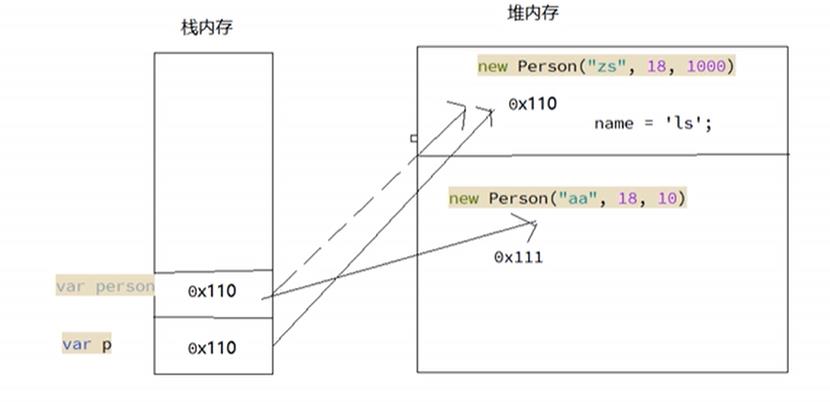 栈内存
堆内存
new Person("zs", 18, 1000)
0x110
name = 'ls';
new Person("aa", 18, 10)
0x111
var person
0x110
var p
0x110